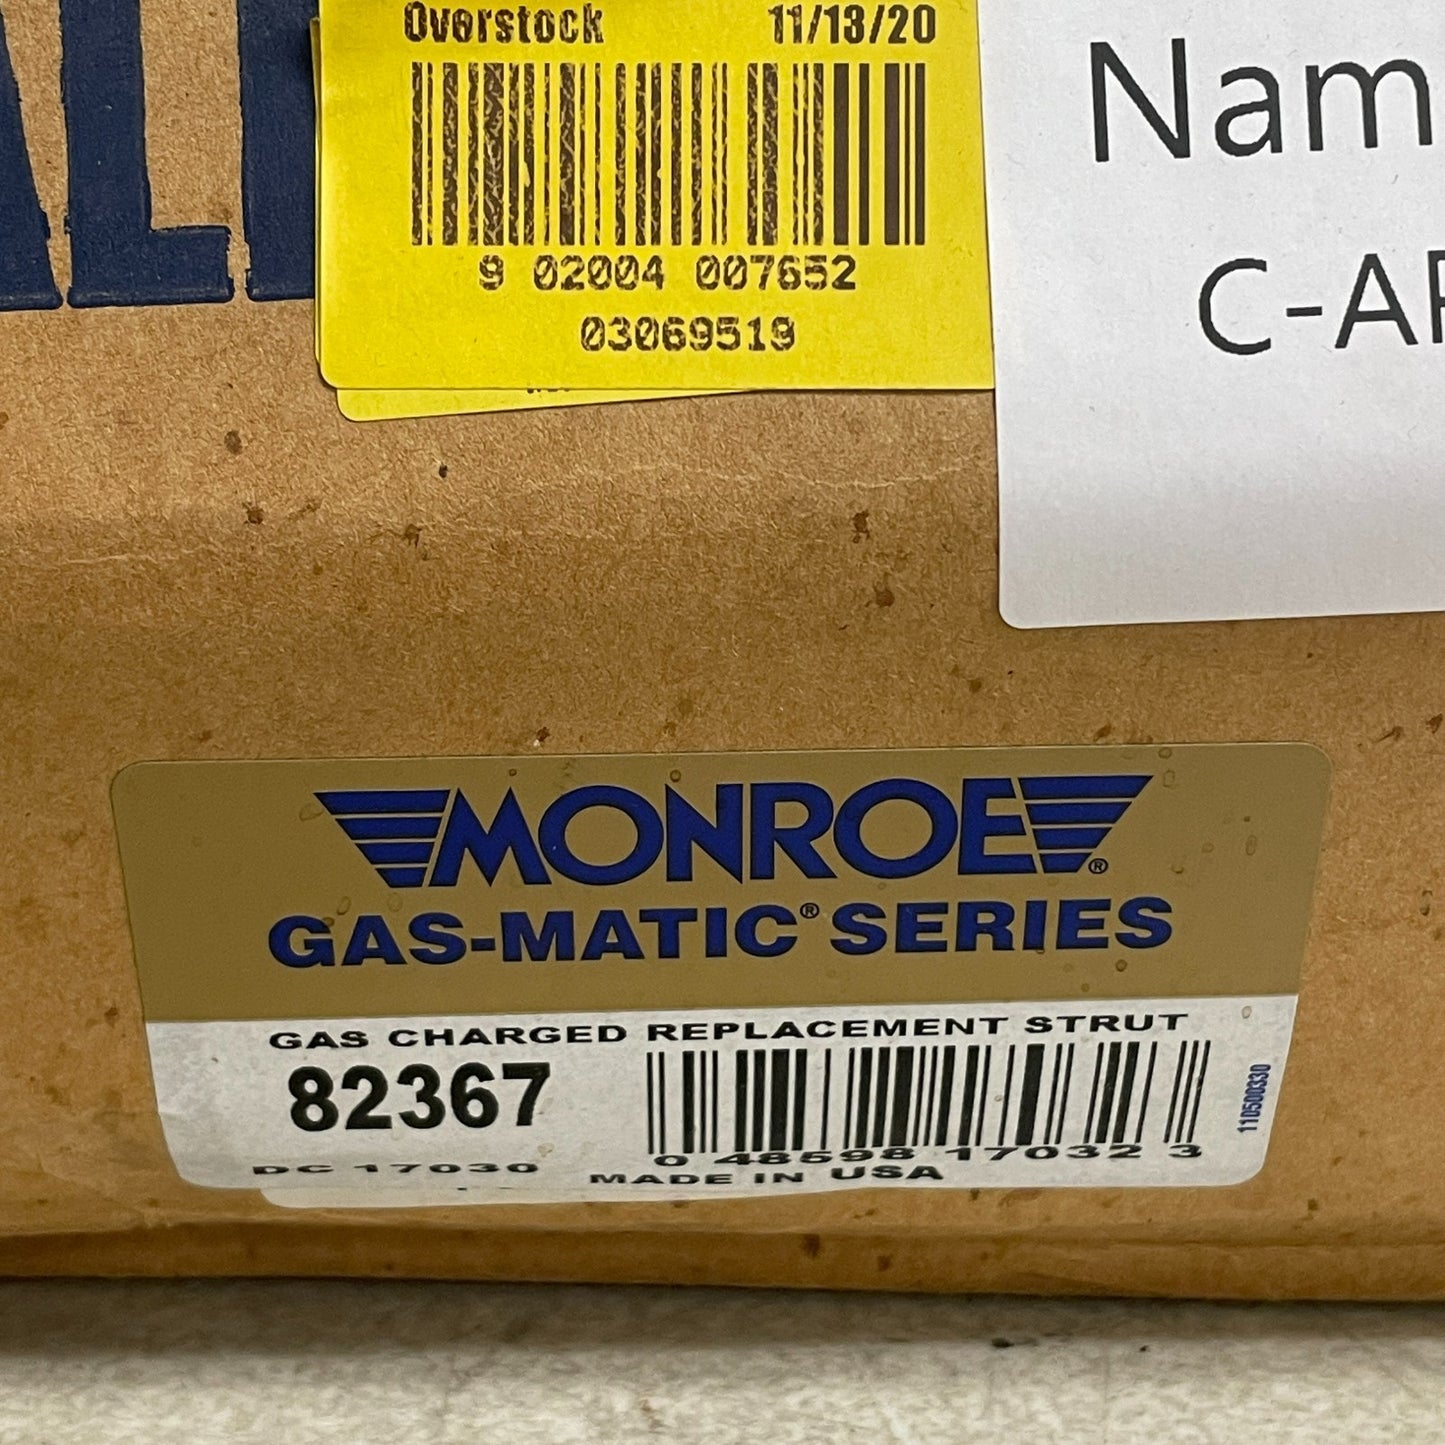 Overstock 11/13/20
9 02004 007652
03069519
MONROE®
GAS-MATIC® SERIES
GAS CHARGED REPLACEMENT STRUT
82367
0 48598 17032 3
DC 17030
MADE IN USA
110500330